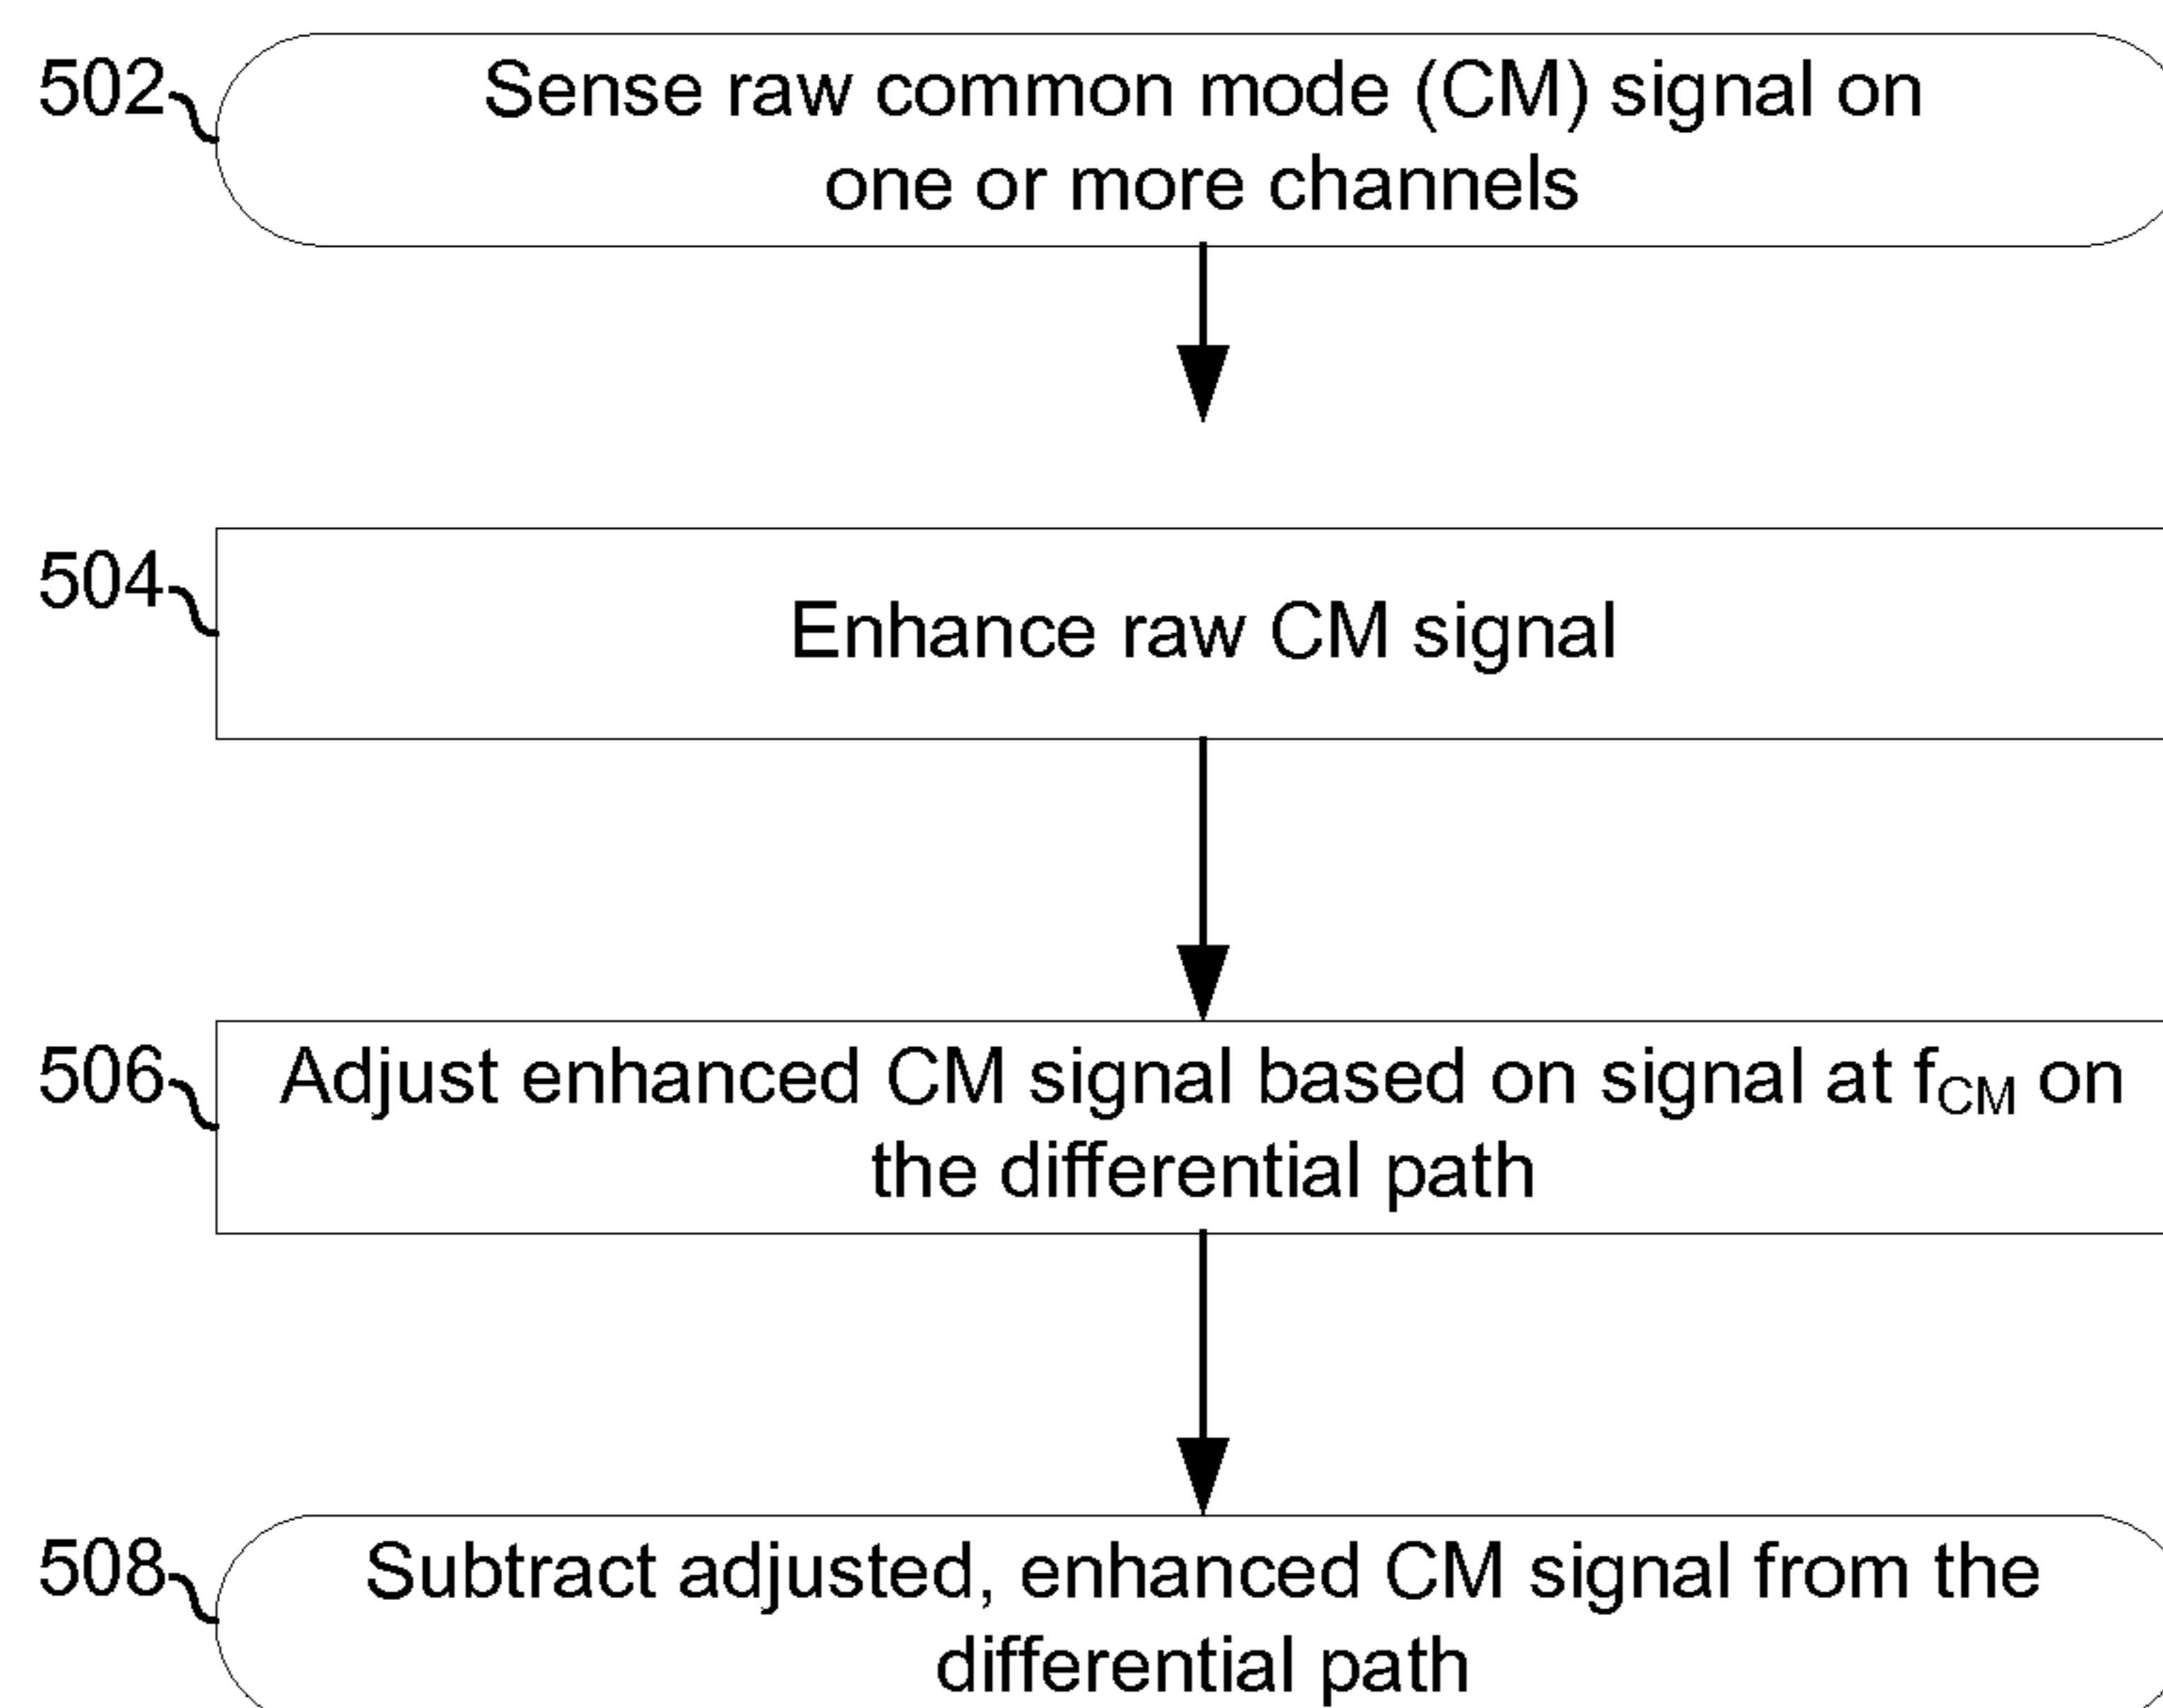 502
Sense raw common mode (CM) signal on
one or more channels
504
Enhance raw CM signal
506
Adjust enhanced CM signal based on signal at fCM on
the differential path
508
Subtract adjusted, enhanced CM signal from the
differential path